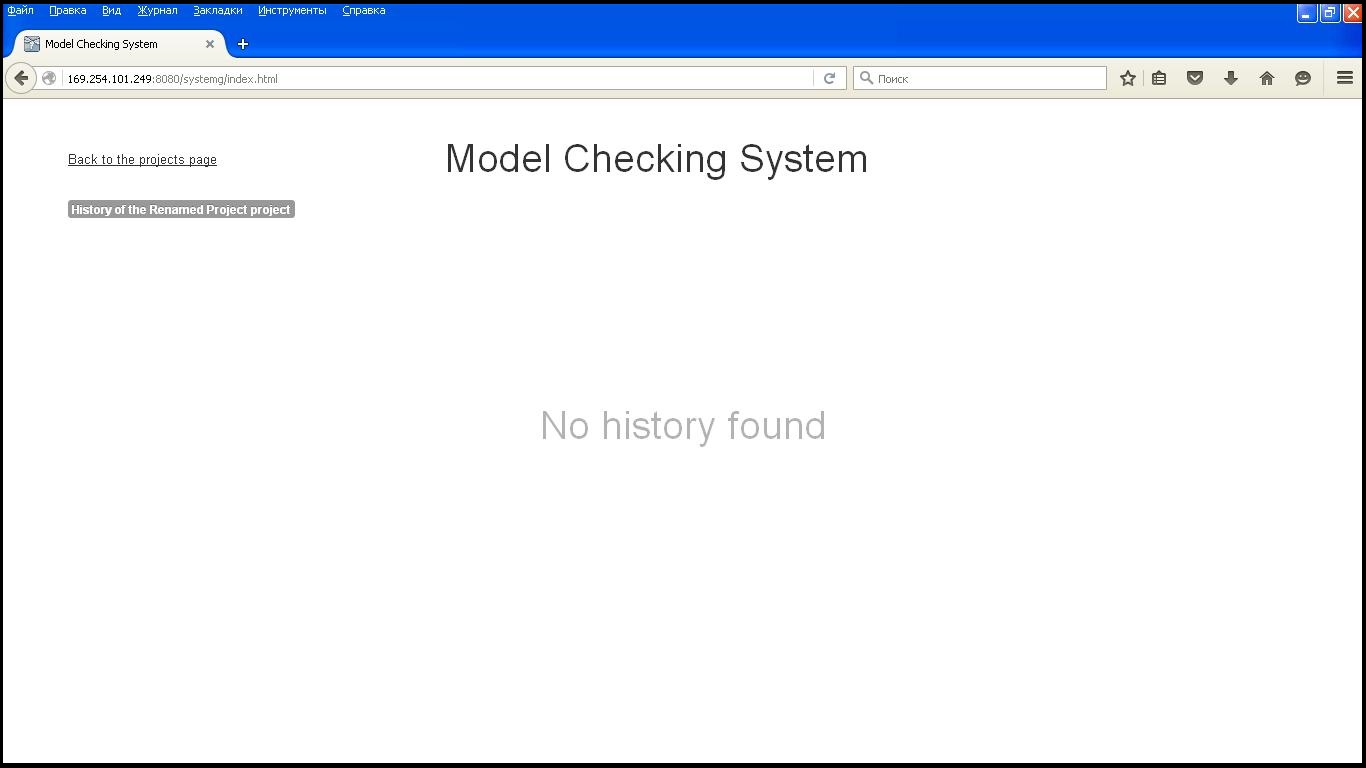 Файл Правка Вид Журнал Закладки Инструменты Справка
Model Checking System
169.254.101.249:8080/systemg/index.html
Поиск
Back to the projects page
Model Checking System
History of the Renamed Project project
No history found